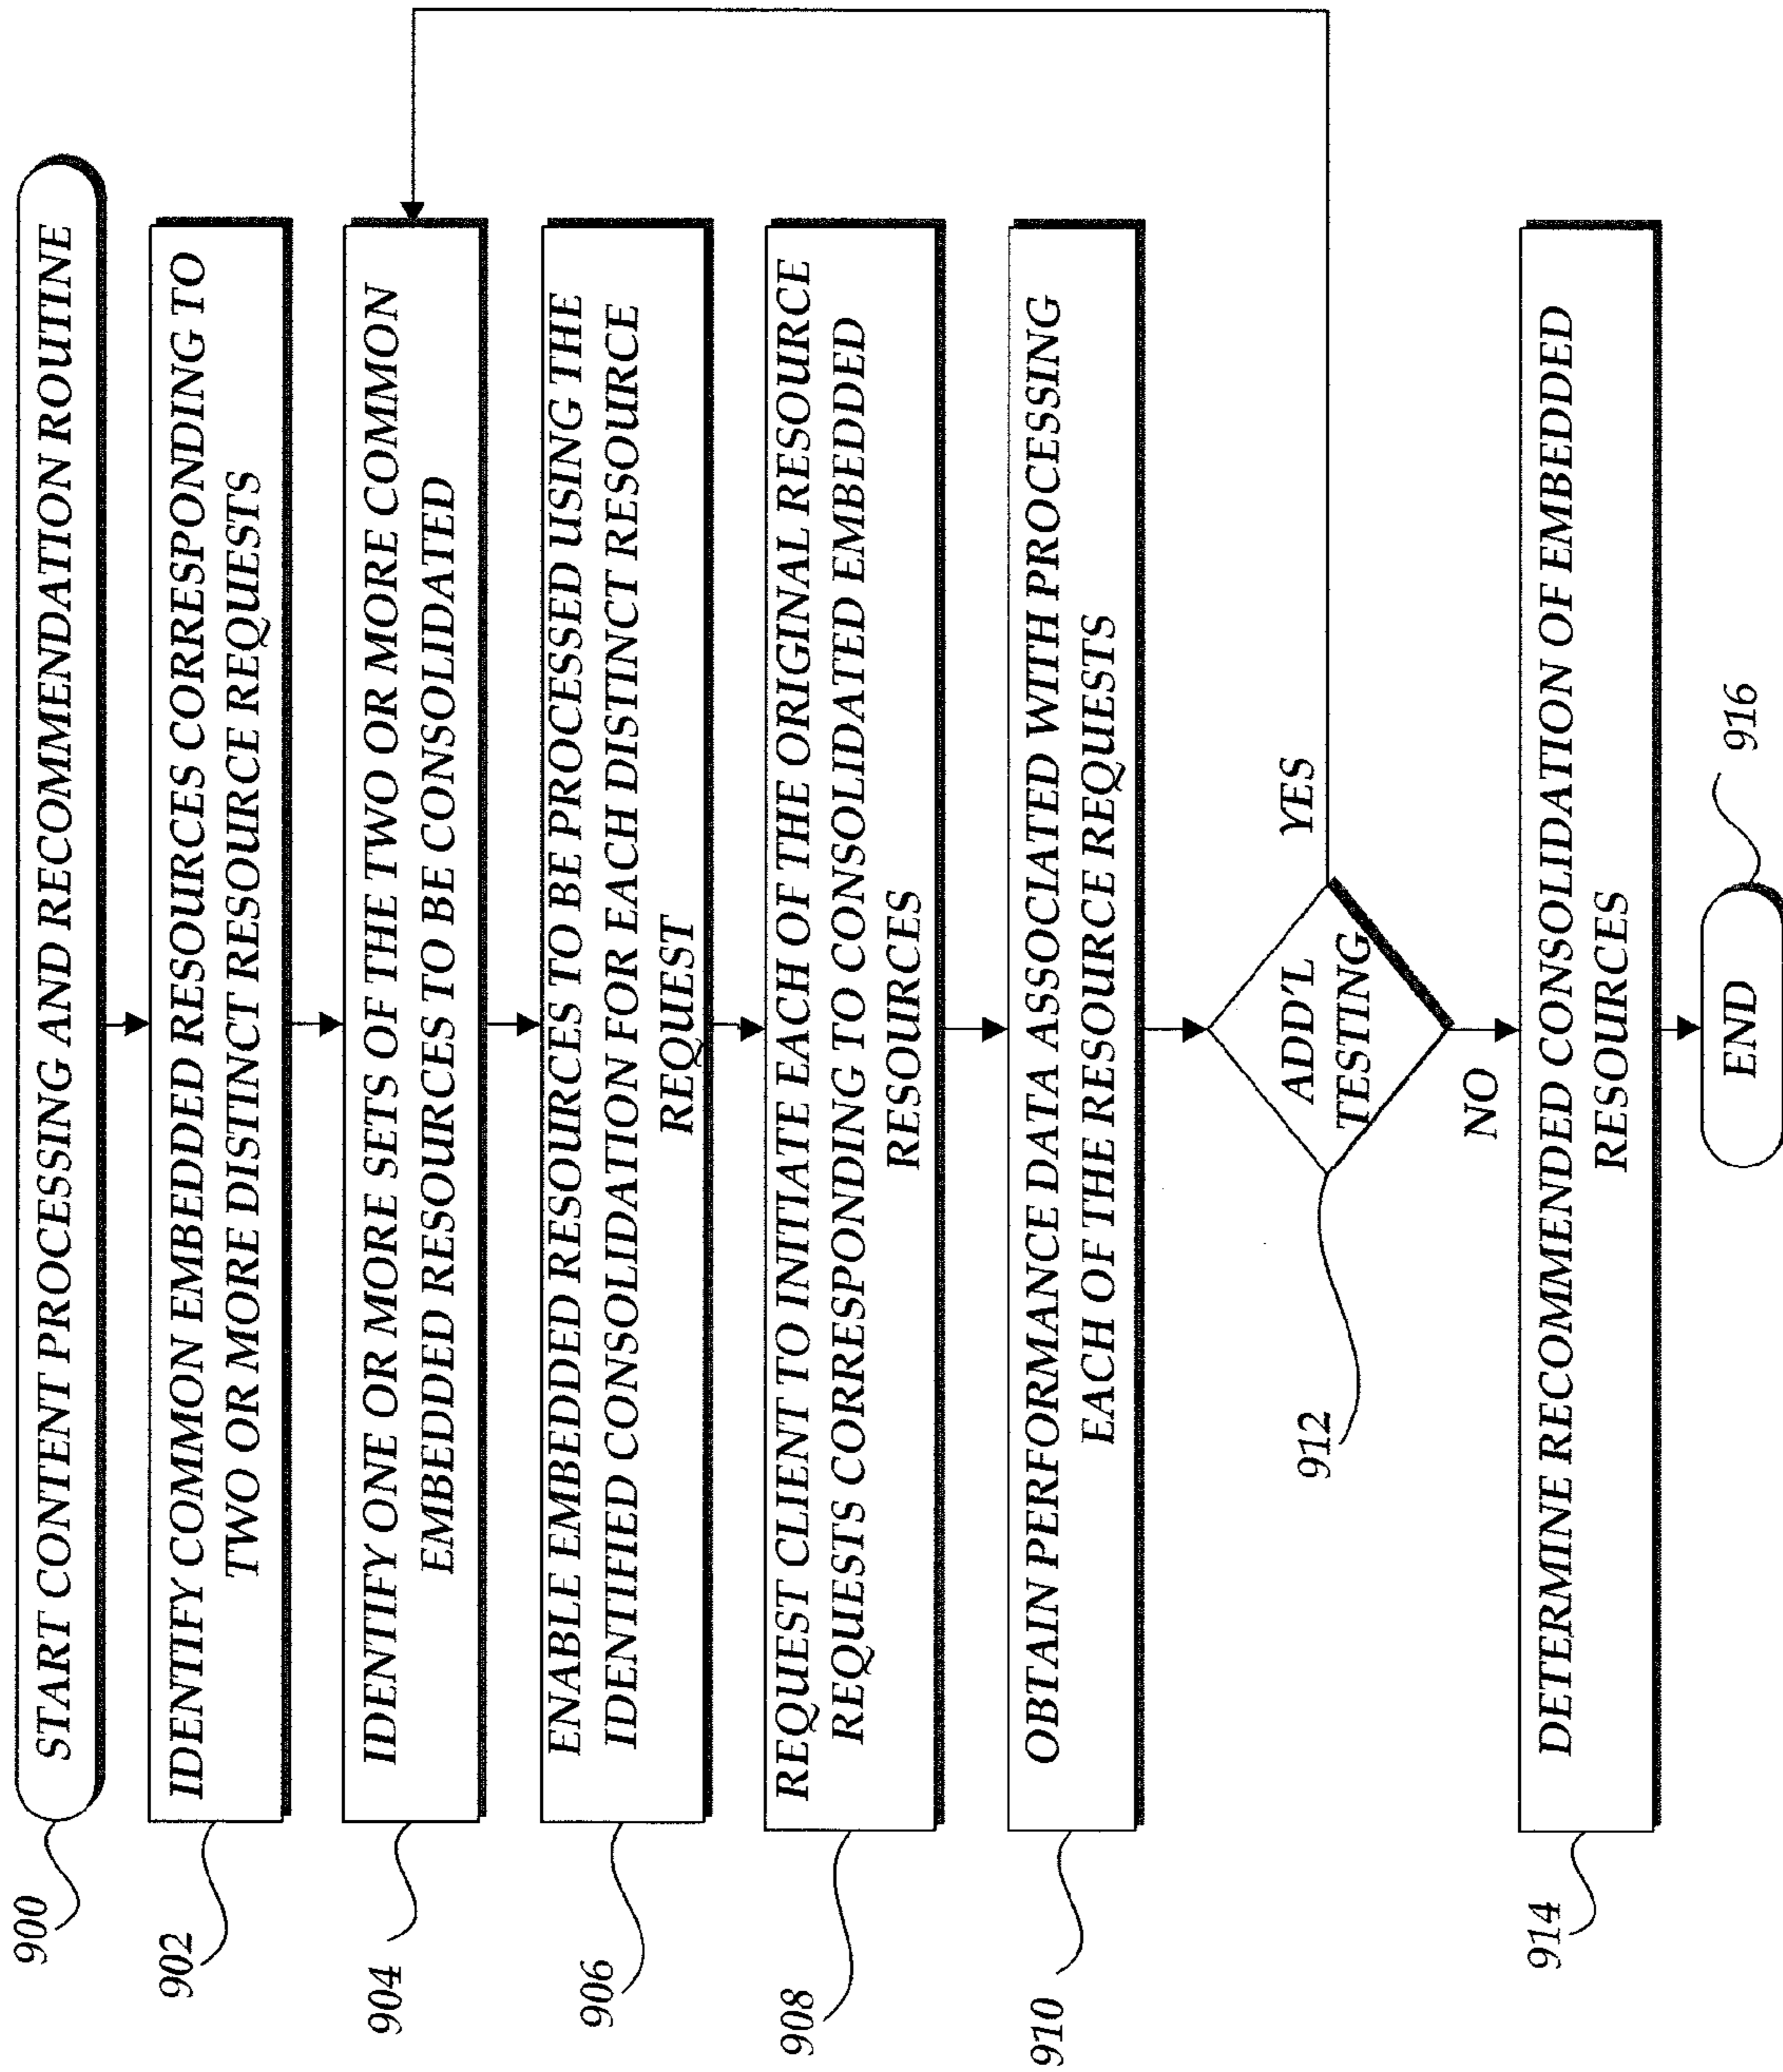 900
START CONTENT PROCESSING AND RECOMMENDATION ROUTINE
902
IDENTIFY COMMON EMBEDDED RESOURCES CORRESPONDING TO
TWO OR MORE DISTINCT RESOURCE REQUESTS
904
IDENTIFY ONE OR MORE SETS OF THE TWO OR MORE COMMON
EMBEDDED RESOURCES TO BE CONSOLIDATED
906
ENABLE EMBEDDED RESOURCES TO BE PROCESSED USING THE
IDENTIFIED CONSOLIDATION FOR EACH DISTINCT RESOURCE
REQUEST
908
REQUEST CLIENT TO INITIATE EACH OF THE ORIGINAL RESOURCE
REQUESTS CORRESPONDING TO CONSOLIDATED EMBEDDED
RESOURCES
910
OBTAIN PERFORMANCE DATA ASSOCIATED WITH PROCESSING
EACH OF THE RESOURCE REQUESTS
912
ADD'L
TESTING
YES
NO
914
DETERMINE RECOMMENDED CONSOLIDATION OF EMBEDDED
RESOURCES
END
916